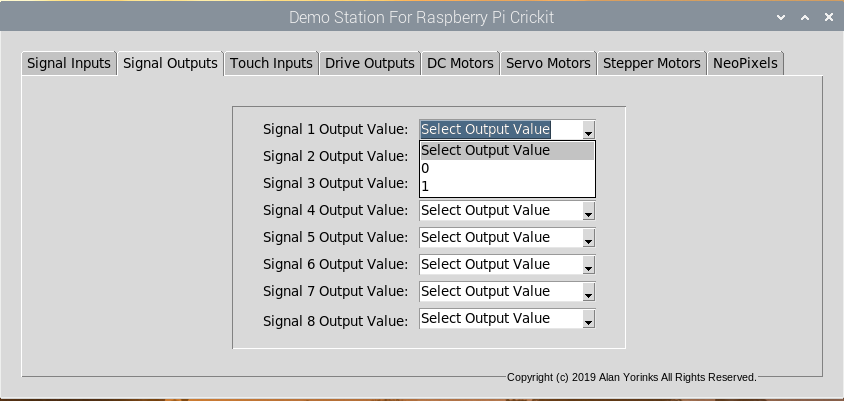 Demo Station For Raspberry Pi Crickit
Signal Inputs Signal Outputs Touch Inputs Drive Outputs DC Motors Servo Motors Stepper Motors NeoPixels
Signal 1 Output Value: Select Output Value
Select Output Value
Signal 2 Output Value: 0
Signal 3 Output Value: 1
Signal 4 Output Value: Select Output Value
Signal 5 Output Value: Select Output Value
Signal 6 Output Value: Select Output Value
Signal 7 Output Value: Select Output Value
Signal 8 Output Value: Select Output Value
Copyright (c) 2019 Alan Yorinks All Rights Reserved.